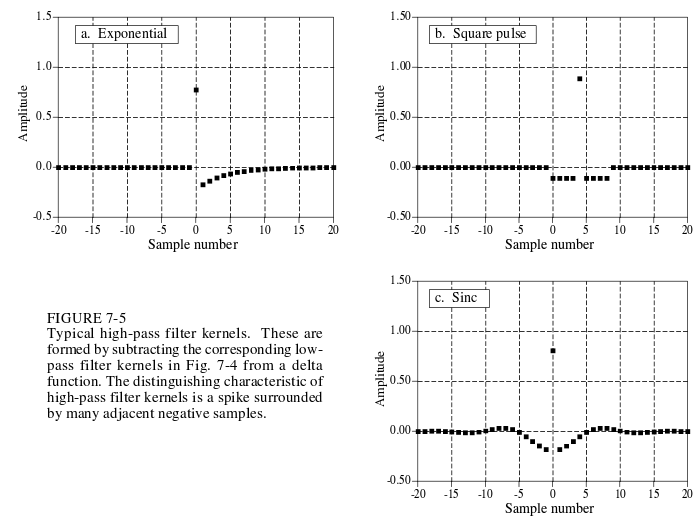 a. Exponential
1.5
1.0
0.5
0.0
-0.5
Amplitude
-20 -15 -10 -5 0 5 10 15 20
Sample number
b. Square pulse
1.50
1.00
0.50
0.00
-0.50
Amplitude
-20 -15 -10 -5 0 5 10 15 20
Sample number
FIGURE 7-5
Typical high-pass filter kernels. These are
formed by subtracting the corresponding low-
pass filter kernels in Fig. 7-4 from a delta
function. The distinguishing characteristic of
high-pass filter kernels is a spike surrounded
by many adjacent negative samples.
c. Sinc
1.50
1.00
0.50
0.00
-0.50
Amplitude
-20 -15 -10 -5 0 5 10 15 20
Sample number